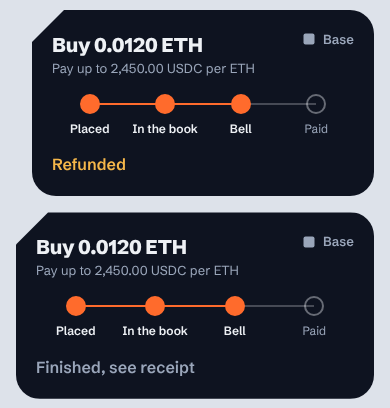 Buy 0.0120 ETH
Base
Pay up to 2,450.00 USDC per ETH
Placed In the book Bell Paid
Refunded
Buy 0.0120 ETH
Base
Pay up to 2,450.00 USDC per ETH
Placed In the book Bell Paid
Finished, see receipt